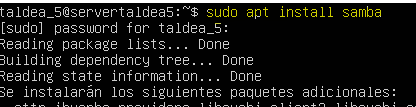 taldea_5@servertaldea5:~$ sudo apt install samba
[sudo] password for taldea_5:
Reading package lists... Done
Building dependency tree... Done
Reading state information... Done
Se instalarán los siguientes paquetes adicionales: